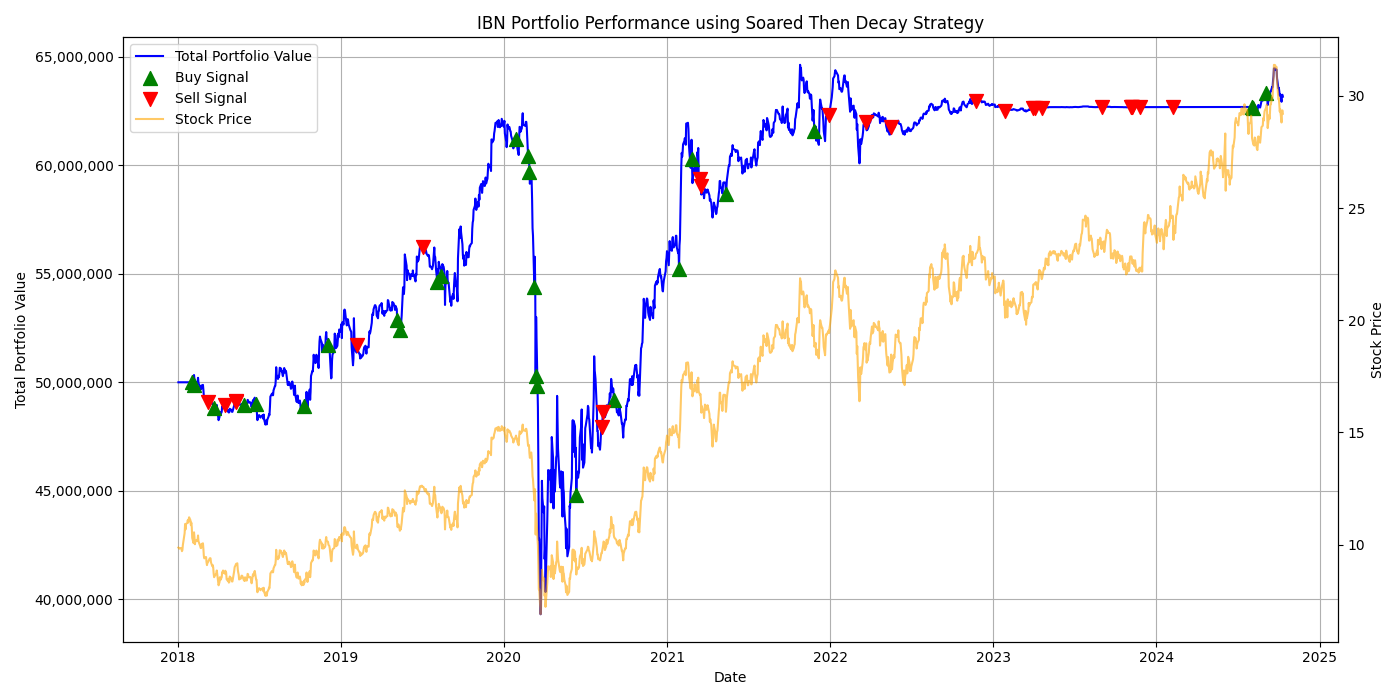 IBN Portfolio Performance using Soared Then Decay Strategy
Total Portfolio Value
Buy Signal
Sell Signal
Stock Price
65,000,000
60,000,000
55,000,000
50,000,000
45,000,000
40,000,000
Total Portfolio Value
30
25
20
15
10
Stock Price
2018
2019
2020
2021
2022
2023
2024
2025
Date